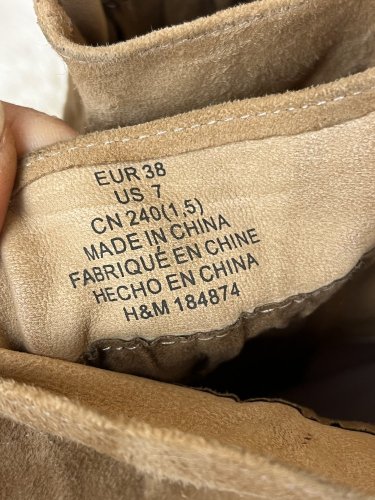 EUR 38
US 7
CN 240(1,5)
MADE IN CHINA
FABRIQUÉ EN CHINE
HECHO EN CHINA
H&M 184874